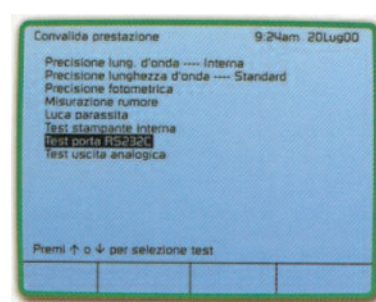 Convalida prestazione 9:24am 20Lug00
Precisione lung. d'onda ---- Interna
Precisione lunghezza d'onda ---- Standard
Precisione fotometrica
Misurazione rumore
Luca parassita
Test stampante interna
Test porta RS232C
Test uscita analogica
Premi ↑ o ↓ per selezione test